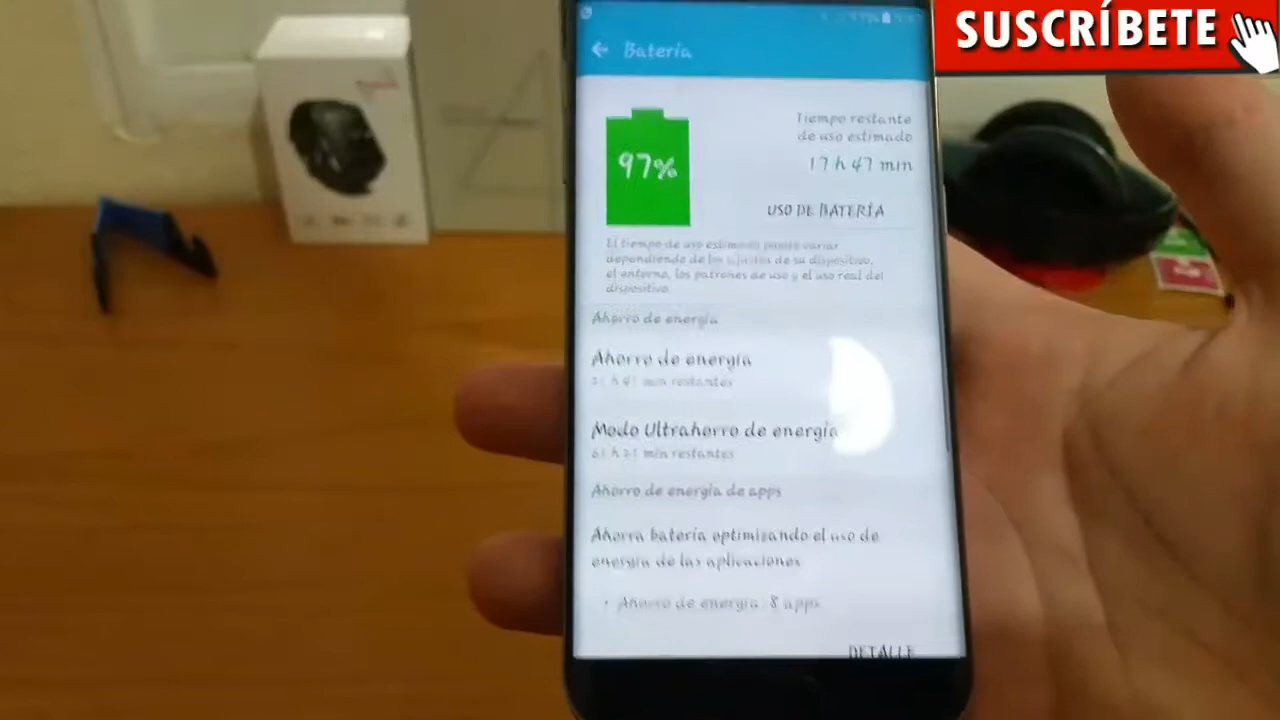 SUSCRÍBETE
Batería
97%
Tiempo restante
de uso estimado
17 h 47 min
USO DE BATERÍA
El tiempo de uso estimado puede variar
dependiendo de los ajustes de su dispositivo,
el entorno, los patrones de uso y el uso real del
dispositivo.
Ahorro de energía
Ahorro de energía
min restantes
Modo Ultrahorro de energía
min restantes
Ahorro de energía de apps
Ahorra batería optimizando el uso de
energía de las aplicaciones
• Ahorro de energía: 8 apps
DETALLE